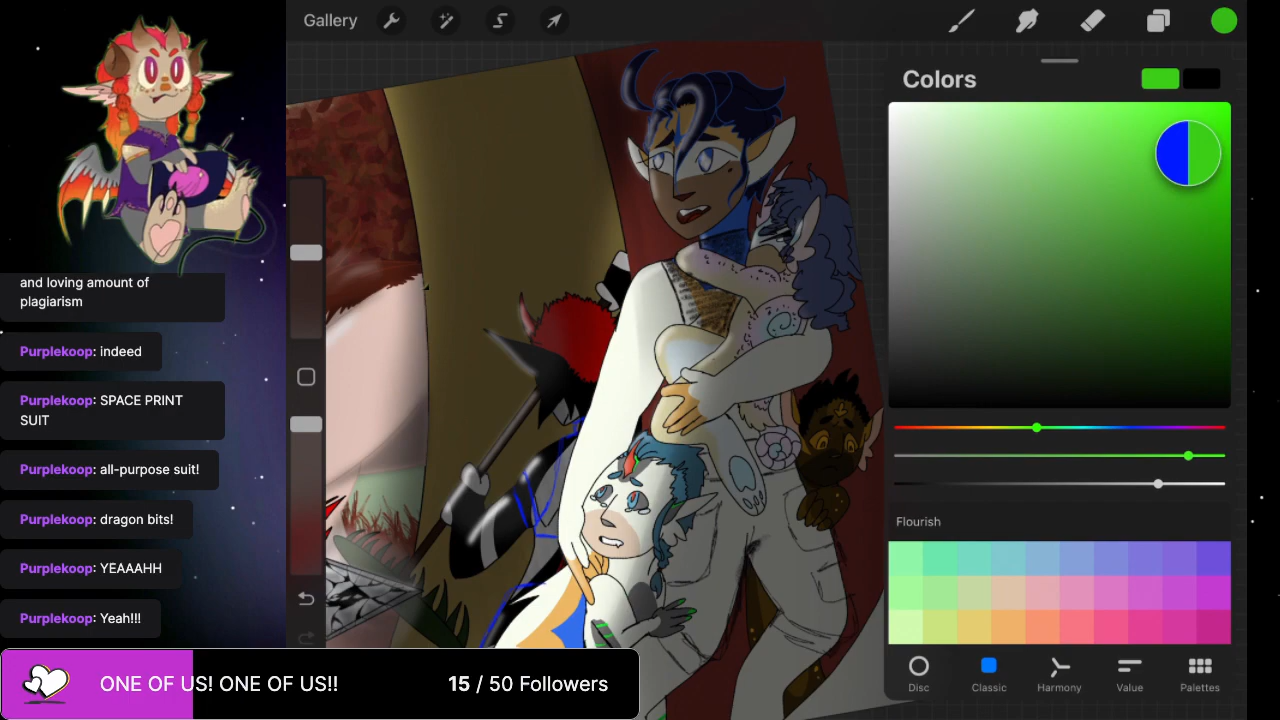 Gallery
Colors
and loving amount of
plagiarism
Purplekoop: indeed
Purplekoop: SPACE PRINT
SUIT
Purplekoop: all-purpose suit!
Purplekoop: dragon bits!
Purplekoop: YEAAAHH
Purplekoop: Yeah!!!
Flourish
Disc
Classic
Harmony
Value
Palettes
ONE OF US! ONE OF US!!
15 / 50 Followers